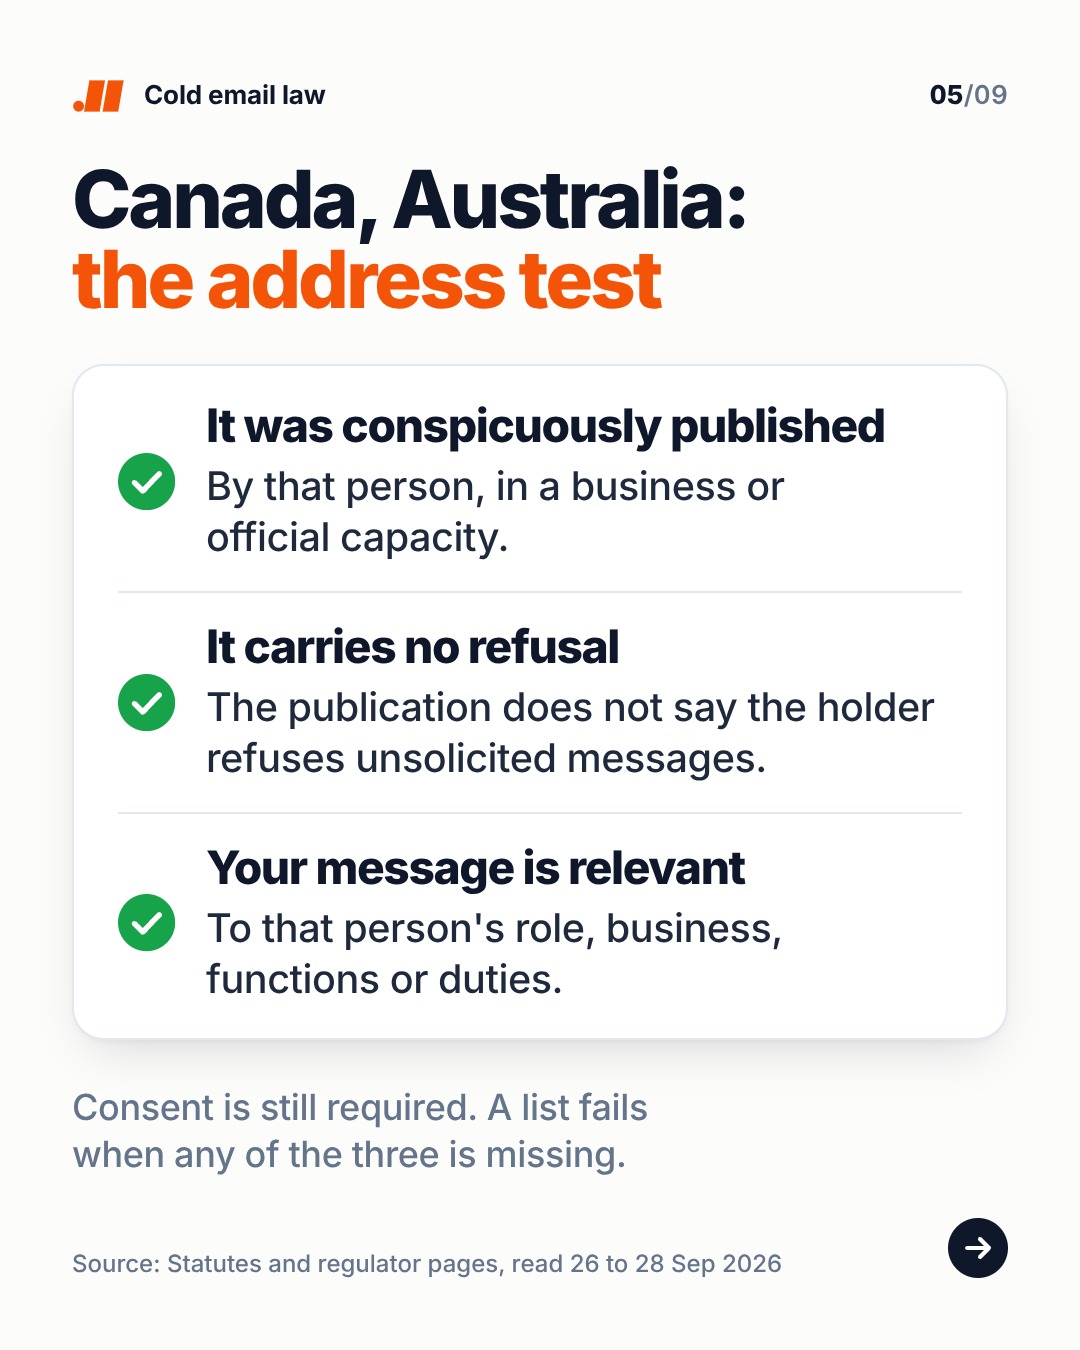 Cold email law
05/09
Canada, Australia:
the address test
It was conspicuously published
By that person, in a business or
official capacity.
It carries no refusal
The publication does not say the holder
refuses unsolicited messages.
Your message is relevant
To that person's role, business,
functions or duties.
Consent is still required. A list fails
when any of the three is missing.
Source: Statutes and regulator pages, read 26 to 28 Sep 2026